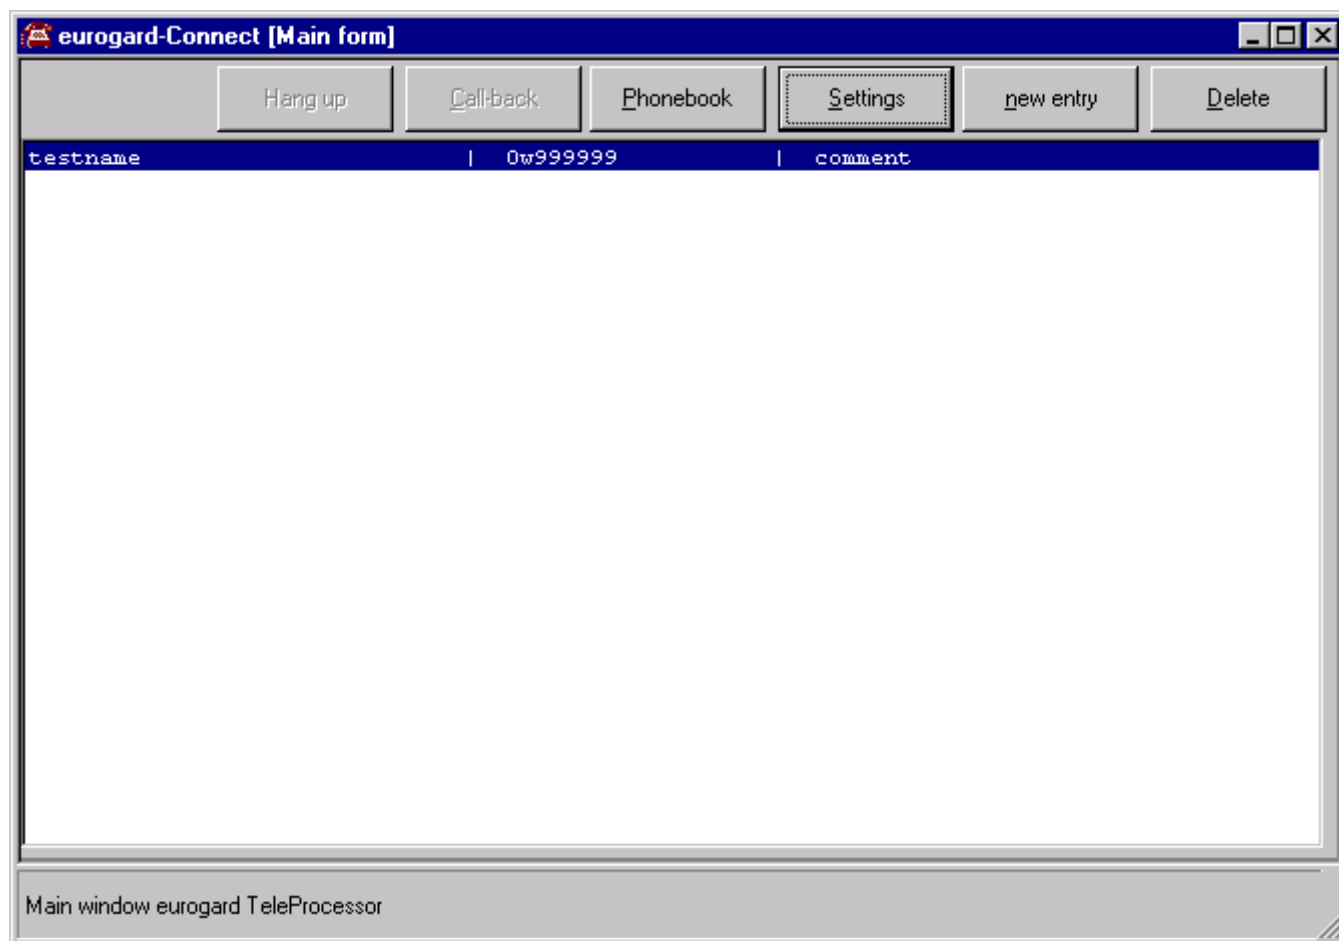 eurogard-Connect [Main form]
Hang up Call-back Phonebook Settings new entry Delete
testname | 0w999999 | comment
Main window eurogard TeleProcessor